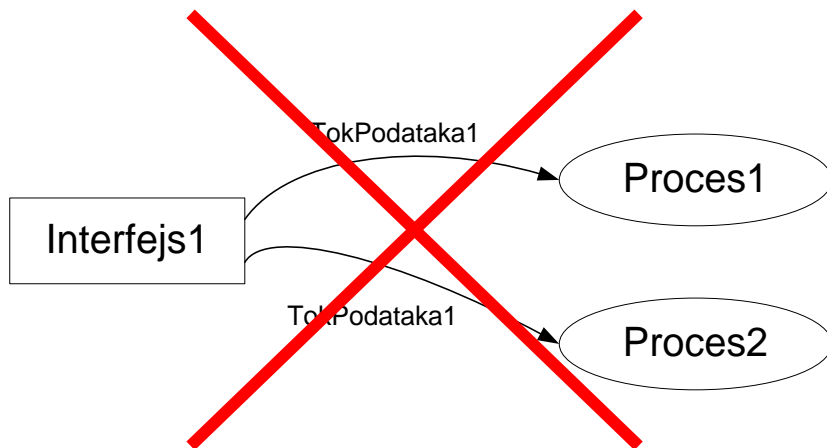 TokPodataka1
Proces1
Interfejs1
TokPodataka1
Proces2